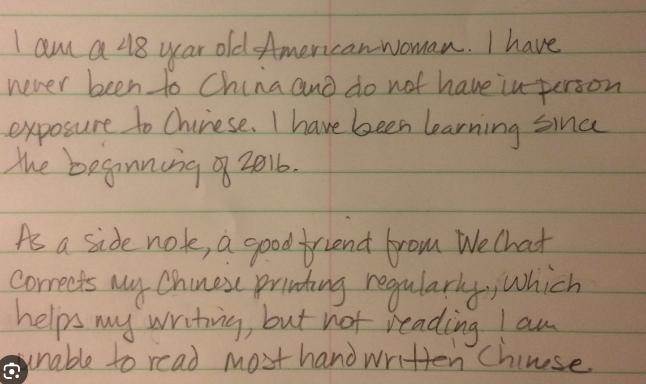 I am a 48 year old American woman. I have
never been to China and do not have in-person
exposure to Chinese. I have been learning since
the beginning of 2016.
As a side note, a good friend from WeChat
corrects my Chinese printing regularly, which
helps my writing, but not reading I am
unable to read most handwritten Chinese